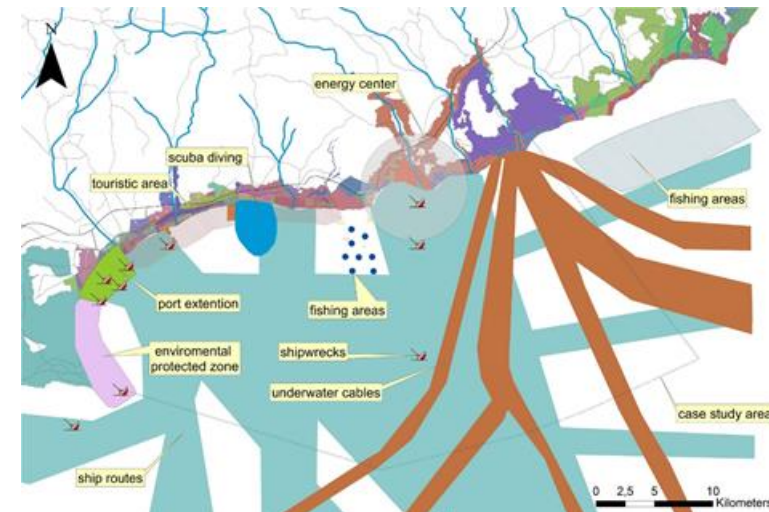 N
energy center
scuba diving
touristic area
fishing areas
port extention
fishing areas
enviromental
protected zone
shipwrecks
underwater cables
case study area
ship routes
0 2,5 5 10
Kilometers